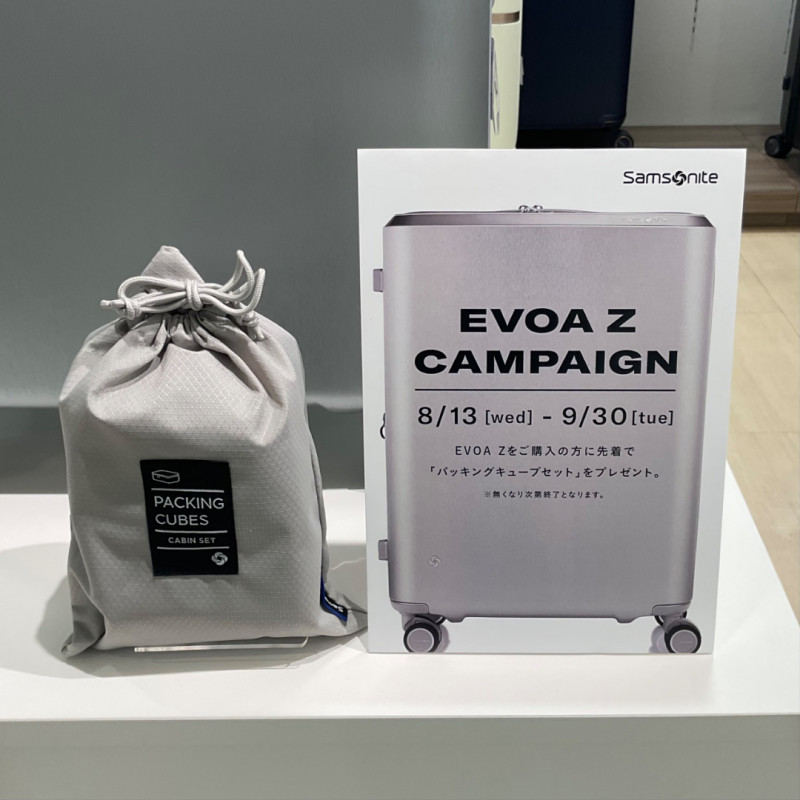 PACKING
CUBES
CABIN SET
Samsonite
EVOA Z
CAMPAIGN
8/13 [wed] - 9/30 [tue]
EVOA Zをご購入の方に先着で
「パッキングキューブセット」をプレゼント。
※無くなり次第終了となります。